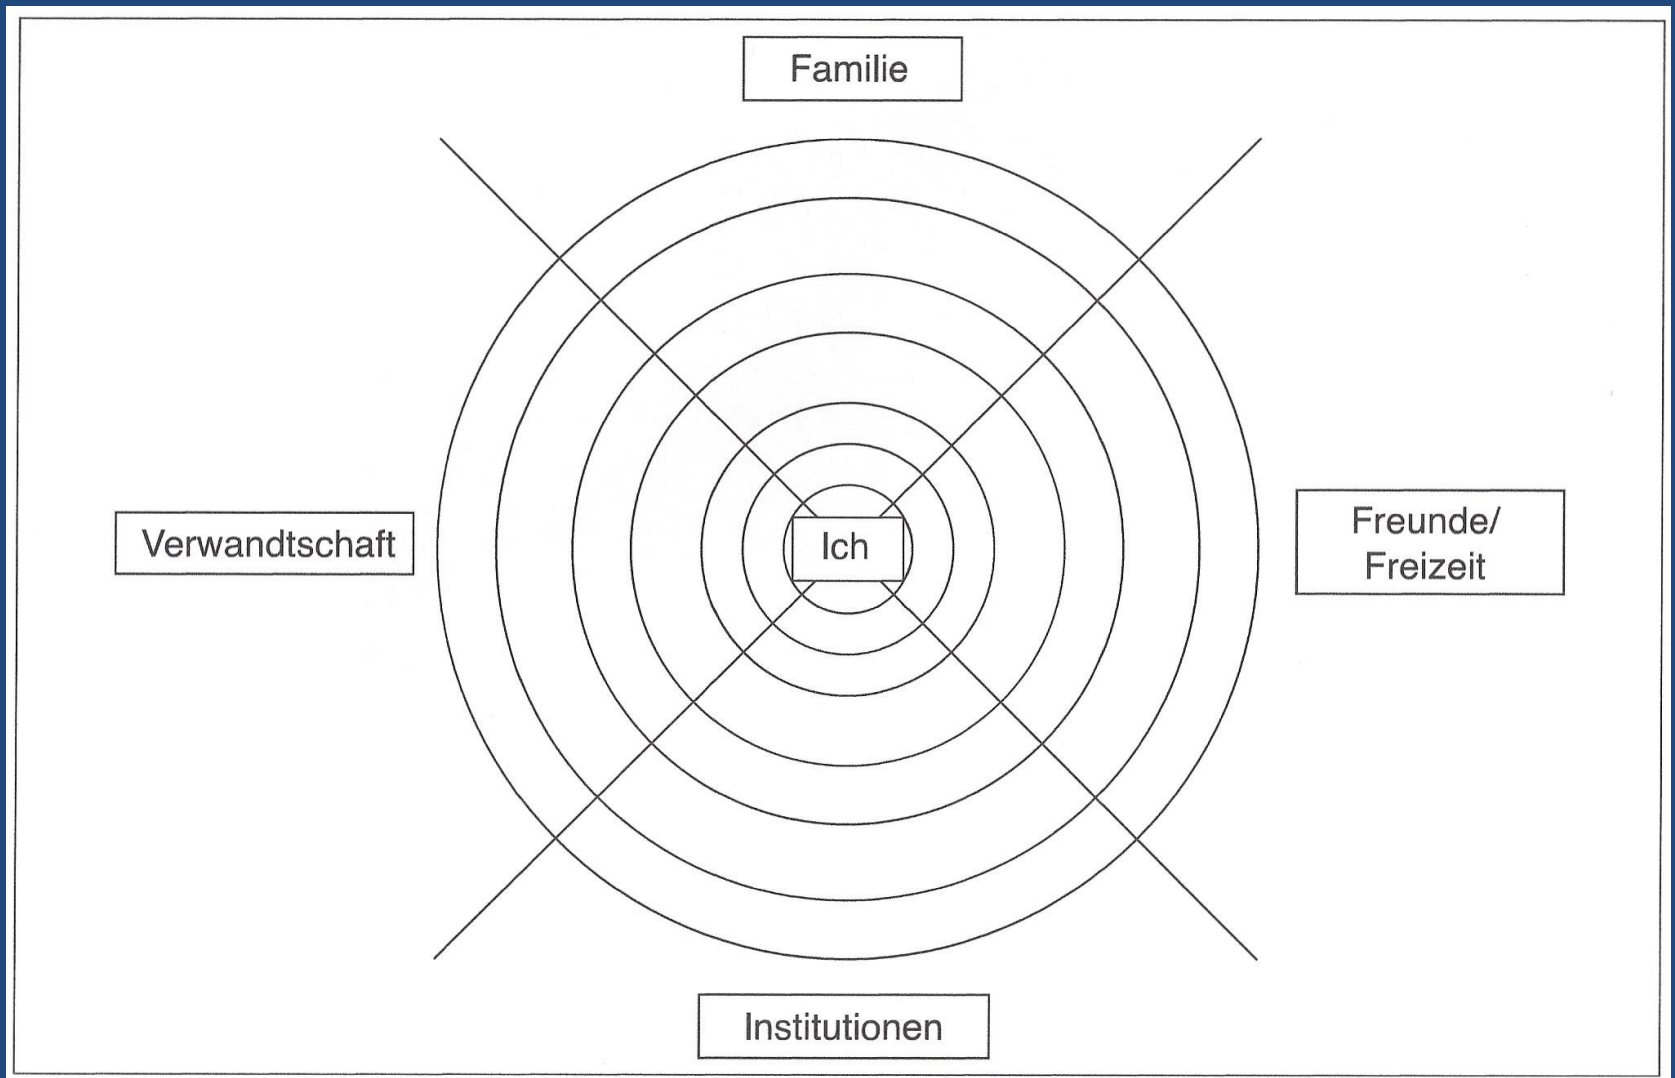 Familie
Verwandtschaft
Ich
Freunde/
Freizeit
Institutionen